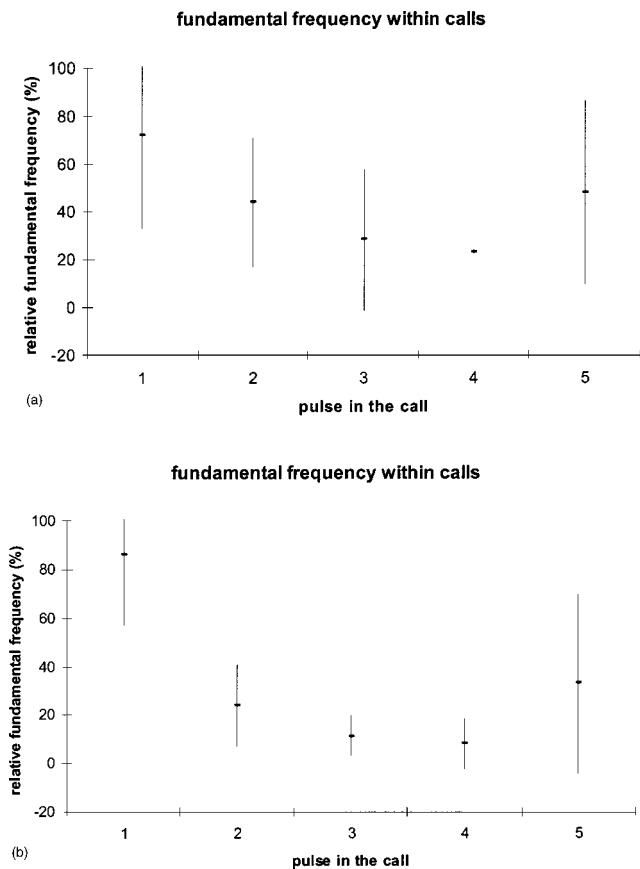 fundamental frequency within calls
relative fundamental frequency (%)
100
80
60
40
20
0
-20
1 2 3 4 5
pulse in the call
(a)
fundamental frequency within calls
relative fundamental frequency (%)
100
80
60
40
20
0
-20
1 2 3 4 5
pulse in the call
(b)